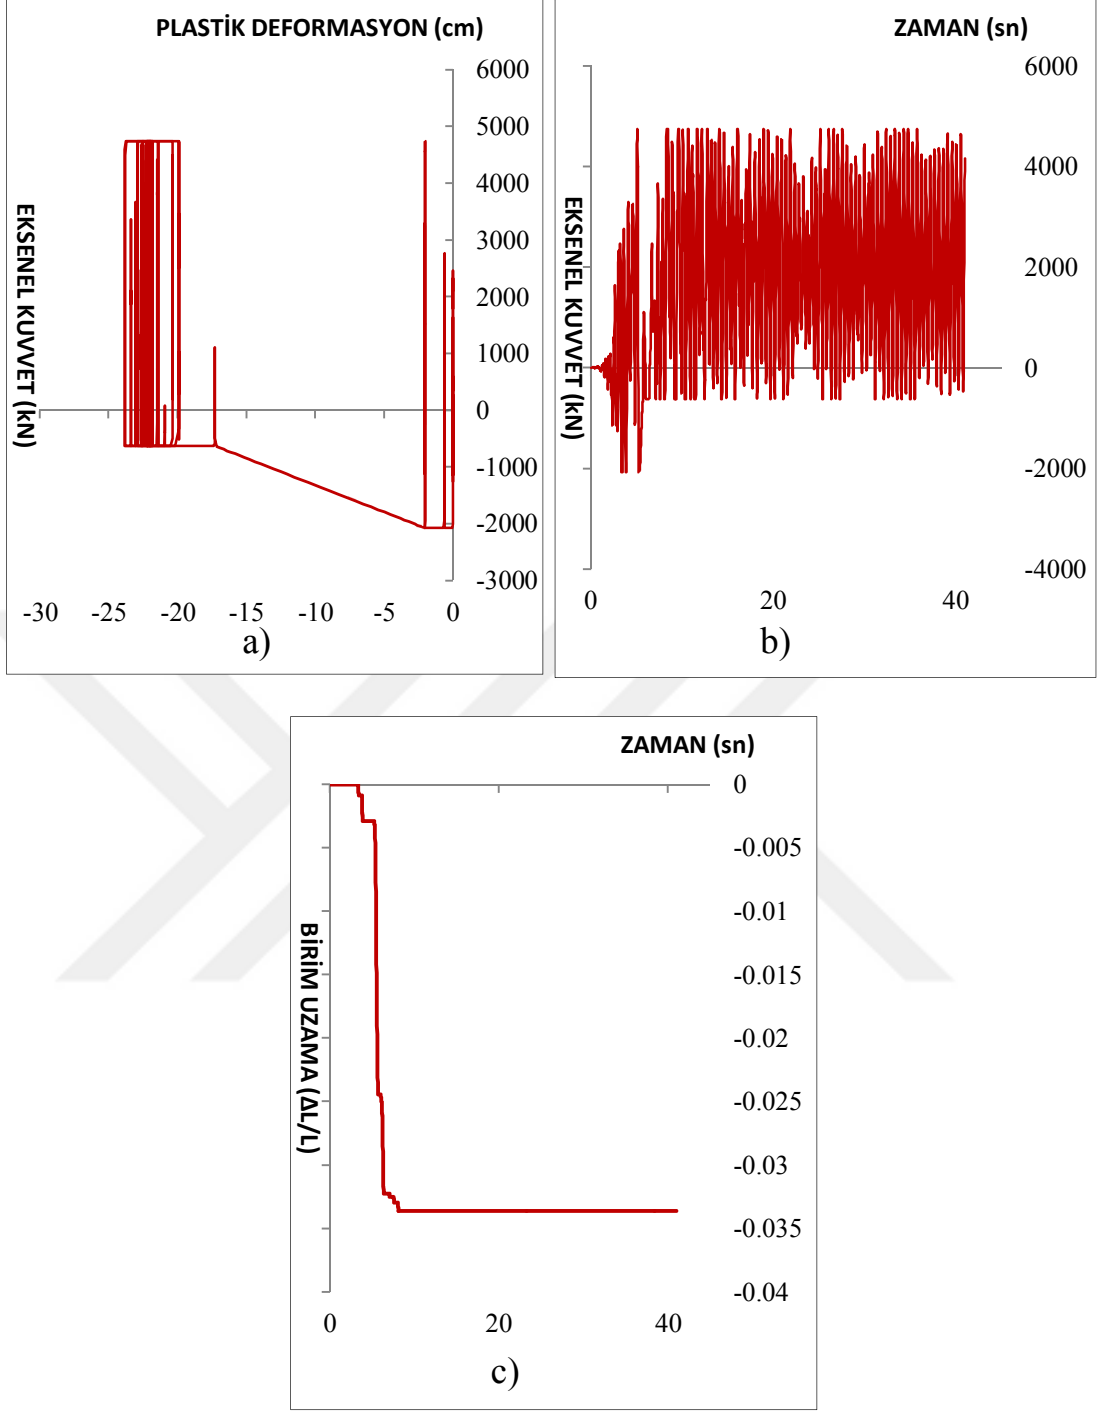 PLASTİK DEFORMASYON (cm)
6000
5000
4000
3000
2000
1000
0
-1000
-2000
-3000
EKSENEL KUVVET (kN)
-30 -25 -20 -15 -10 -5 0
a)
ZAMAN (sn)
6000
4000
2000
0
-2000
-4000
EKSENEL KUVVET (kN)
0 20 40
b)
ZAMAN (sn)
0
-0.005
-0.01
-0.015
-0.02
-0.025
-0.03
-0.035
-0.04
BİRİM UZAMA (ΔL/L)
0 20 40
c)